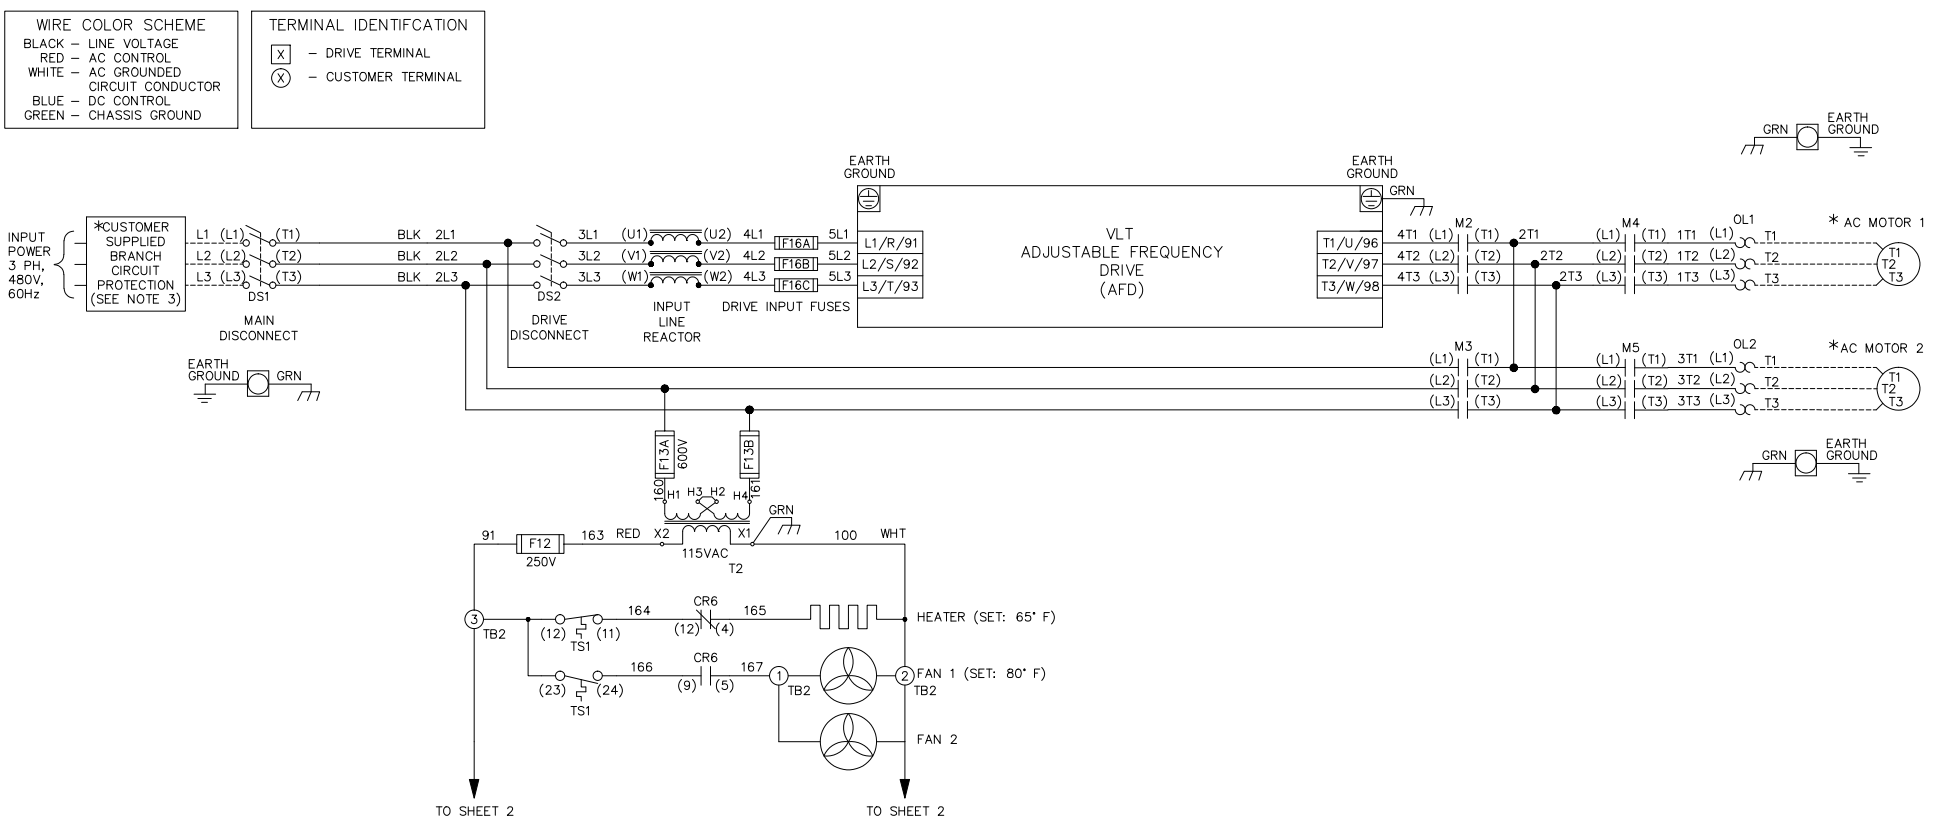 WIRE COLOR SCHEME
BLACK – LINE VOLTAGE
RED – AC CONTROL
WHITE – AC GROUNDED
CIRCUIT CONDUCTOR
BLUE – DC CONTROL
GREEN – CHASSIS GROUND
TERMINAL IDENTIFCATION
X – DRIVE TERMINAL
X – CUSTOMER TERMINAL
GRN
EARTH
GROUND
EARTH
GROUND
EARTH
GROUND
GRN
INPUT
POWER
3 PH,
480V,
60Hz
*CUSTOMER
SUPPLIED
BRANCH
CIRCUIT
PROTECTION
(SEE NOTE 3)
L1 (L1) (T1) BLK 2L1 3L1 (U1) (U2) 4L1 F16A 5L1 L1/R/91
L2 (L2) (T2) BLK 2L2 3L2 (V1) (V2) 4L2 F16B 5L2 L2/S/92
L3 (L3) (T3) BLK 2L3 3L3 (W1) (W2) 4L3 F16C 5L3 L3/T/93
DS1
MAIN
DISCONNECT
DS2
DRIVE
DISCONNECT
INPUT
LINE
REACTOR
DRIVE INPUT FUSES
VLT
ADJUSTABLE FREQUENCY
DRIVE
(AFD)
M2 M4 OL1 * AC MOTOR 1
T1/U/96 4T1 (L1) (T1) 2T1 (L1) (T1) 1T1 (L1) T1 T1
T2/V/97 4T2 (L2) (T2) 2T2 (L2) (T2) 1T2 (L2) T2 T2
T3/W/98 4T3 (L3) (T3) 2T3 (L3) (T3) 1T3 (L3) T3 T3
M3 M5 OL2 *AC MOTOR 2
(L1) (T1) (L1) (T1) 3T1 (L1) T1 T1
(L2) (T2) (L2) (T2) 3T2 (L2) T2 T2
(L3) (T3) (L3) (T3) 3T3 (L3) T3 T3
EARTH
GROUND
GRN
GRN
EARTH
GROUND
F13A
600V
F13B
160
161
H1 H3 H2 H4
GRN
91 F12 163 RED X2 X1 100 WHT
250V
115VAC
T2
3
TB2
(12) (11) 164 CR6 (12) (4) 165 HEATER (SET: 65° F)
TS1
(23) (24) 166 CR6 (9) (5) 167 1 TB2 2 TB2 FAN 1 (SET: 80° F)
TS1
FAN 2
TO SHEET 2
TO SHEET 2